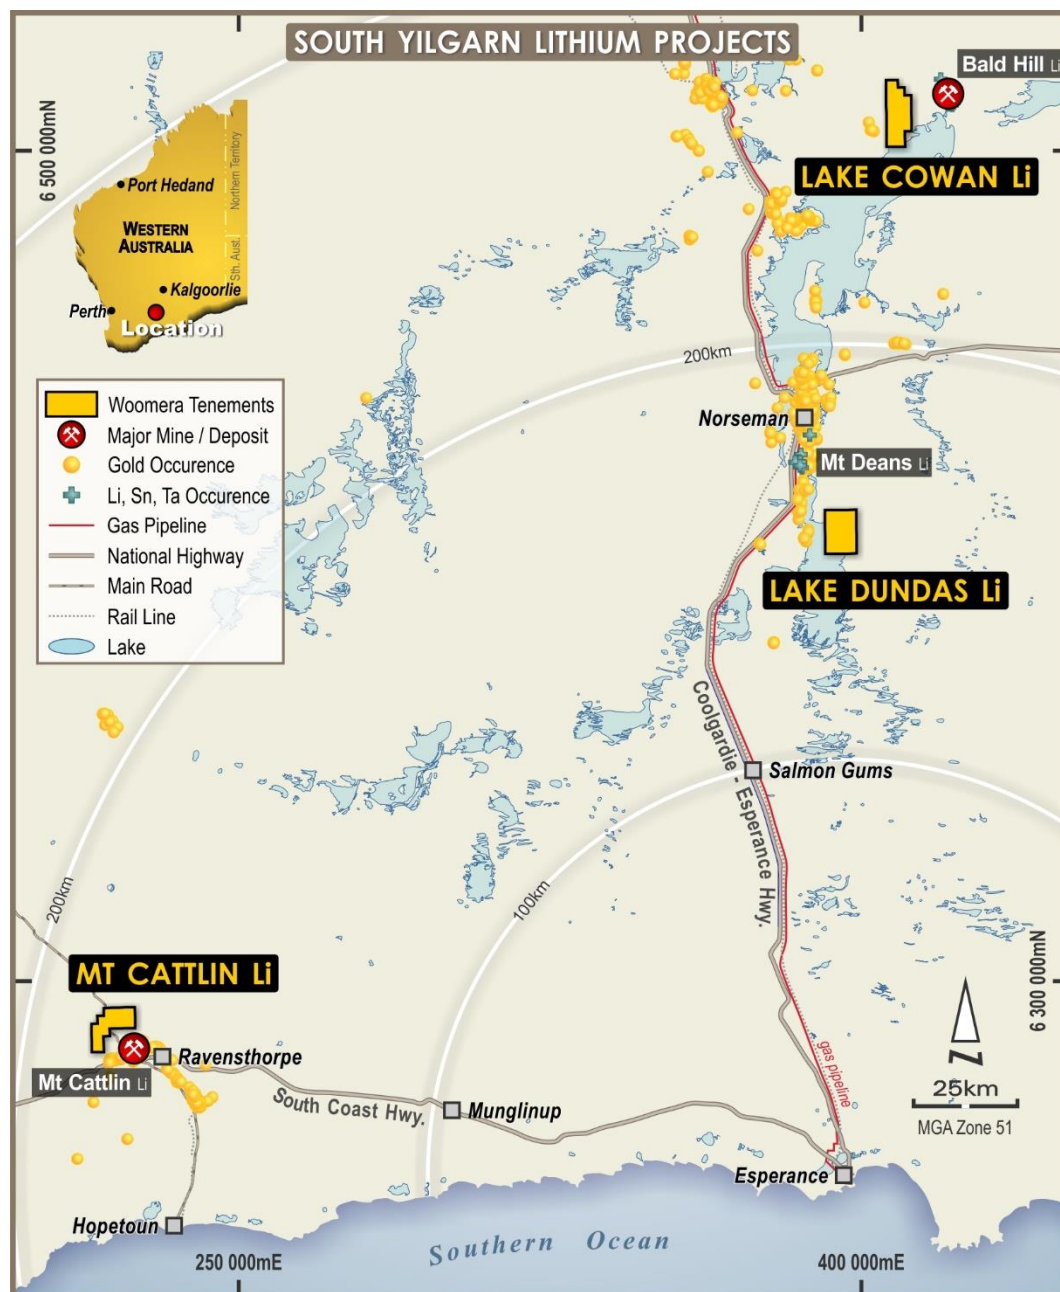 SOUTH YILGARN LITHIUM PROJECTS
Bald Hill Li
6 500 000mN
LAKE COWAN Li
Port Hedand
Northern Territory
WESTERN
AUSTRALIA
Sth. Aust.
Kalgoorlie
Perth
Location
200km
Woomera Tenements
Major Mine / Deposit
Gold Occurence
Li, Sn, Ta Occurence
Gas Pipeline
National Highway
Main Road
Rail Line
Lake
Norseman
Mt Deans Li
LAKE DUNDAS Li
Coolgardie - Esperance Hwy.
Salmon Gums
200km
100km
MT CATTLIN Li
6 300 000mN
Ravensthorpe
Mt Cattlin Li
South Coast Hwy.
Munglinup
gas pipeline
N
25km
MGA Zone 51
Esperance
Hopetoun
Southern Ocean
250 000mE
400 000mE